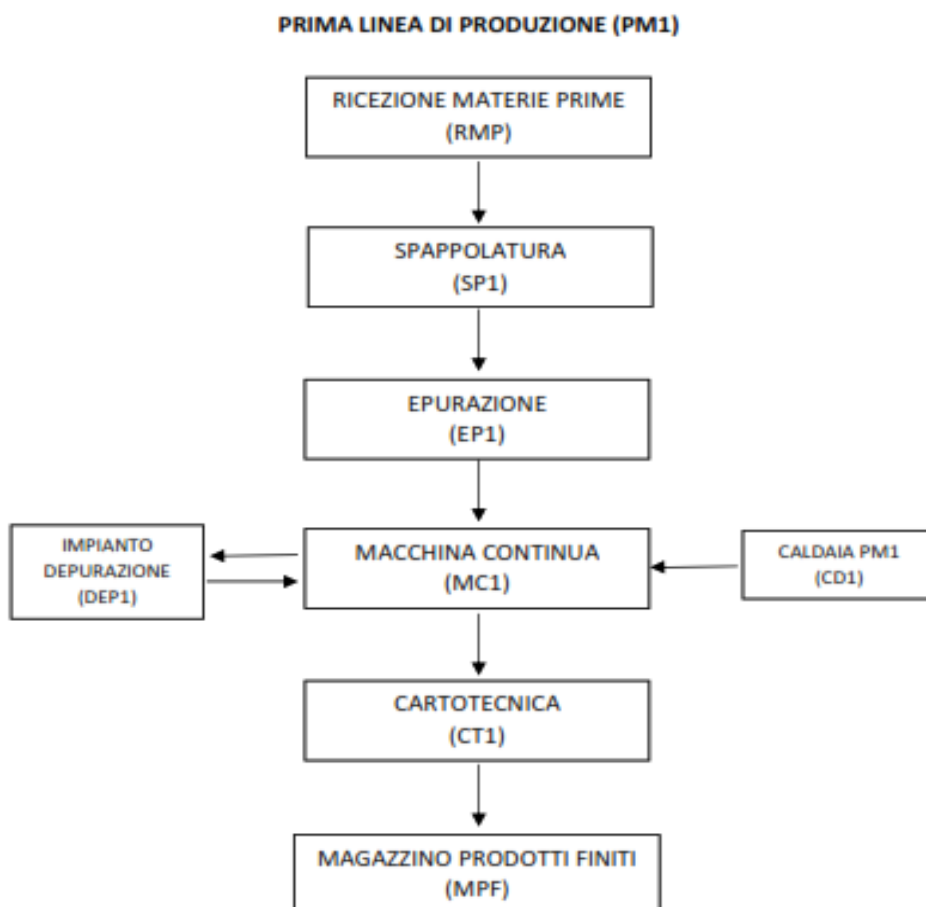 PRIMA LINEA DI PRODUZIONE (PM1)
RICEZIONE MATERIE PRIME
(RMP)
SPAPPOLATURA
(SP1)
EPURAZIONE
(EP1)
IMPIANTO
DEPURAZIONE
(DEP1)
MACCHINA CONTINUA
(MC1)
CALDAIA PM1
(CD1)
CARTOTECNICA
(CT1)
MAGAZZINO PRODOTTI FINITI
(MPF)